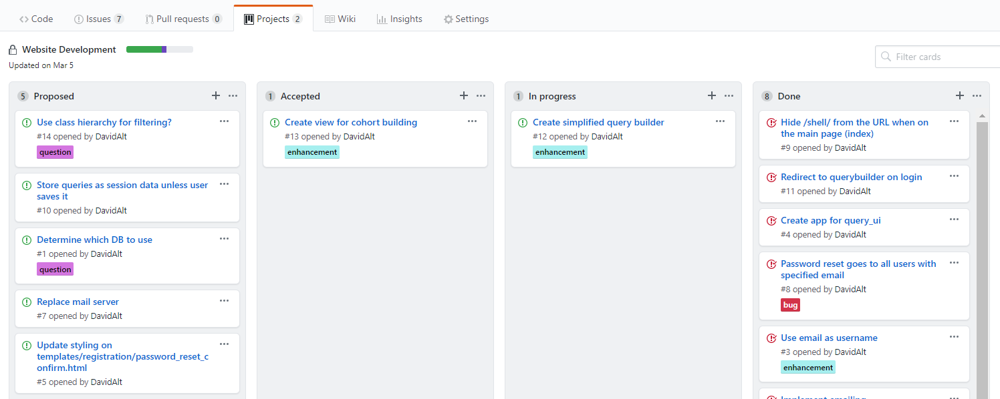 Code Issues 7 Pull requests 0 Projects 2 Wiki Insights Settings
Website Development
Updated on Mar 5
Filter cards
5 Proposed
Use class hierarchy for filtering?
#14 opened by DavidAlt
question
Store queries as session data unless user
saves it
#10 opened by DavidAlt
Determine which DB to use
#1 opened by DavidAlt
question
Replace mail server
#7 opened by DavidAlt
Update styling on
templates/registration/password_reset_c
onfirm.html
#5 opened by DavidAlt
1 Accepted
Create view for cohort building
#13 opened by DavidAlt
enhancement
1 In progress
Create simplified query builder
#12 opened by DavidAlt
enhancement
8 Done
Hide /shell/ from the URL when on
the main page (index)
#9 opened by DavidAlt
Redirect to querybuilder on login
#11 opened by DavidAlt
Create app for query_ui
#4 opened by DavidAlt
Password reset goes to all users with
specified email
#8 opened by DavidAlt
bug
Use email as username
#3 opened by DavidAlt
enhancement
Implement emailing